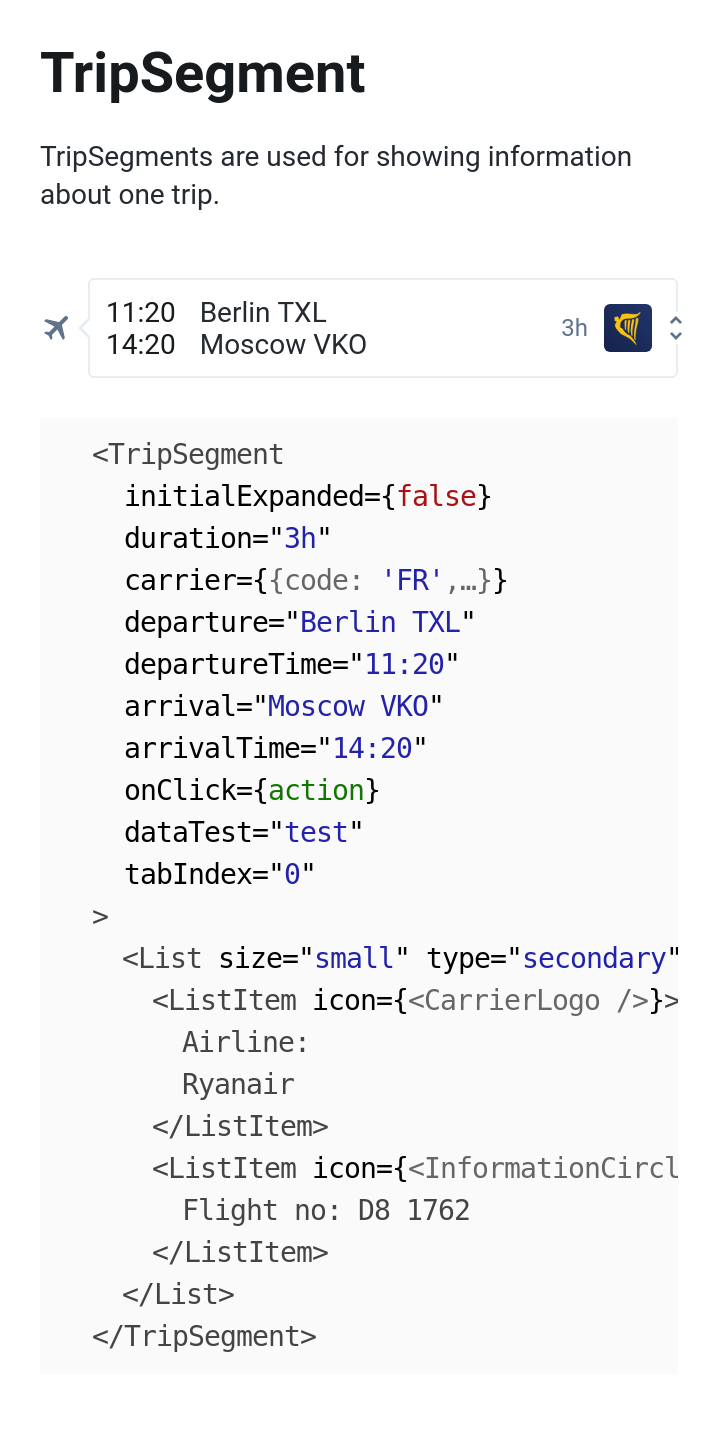 TripSegment
TripSegments are used for showing information
about one trip.
11:20 Berlin TXL
14:20 Moscow VKO
3h
<TripSegment
initialExpanded={false}
duration="3h"
carrier={{code: 'FR',…}}
departure="Berlin TXL"
departureTime="11:20"
arrival="Moscow VKO"
arrivalTime="14:20"
onClick={action}
dataTest="test"
tabIndex="0"
>
<List size="small" type="secondary"
<ListItem icon={<CarrierLogo />}>
Airline:
Ryanair
</ListItem>
<ListItem icon={<InformationCircl
Flight no: D8 1762
</ListItem>
</List>
</TripSegment>